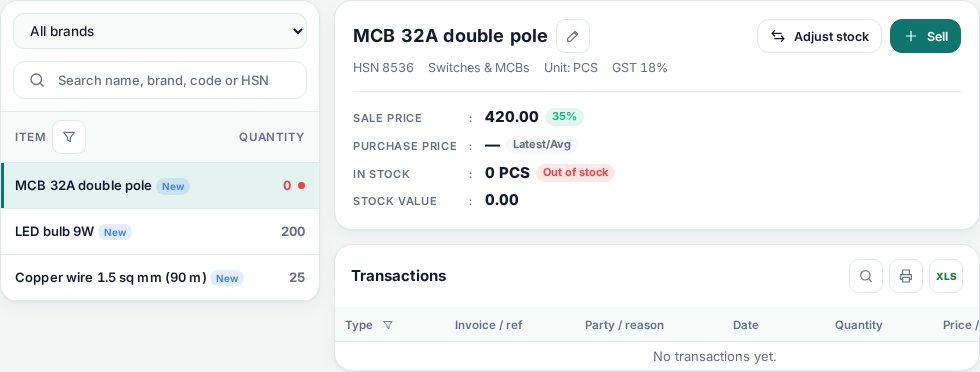 All brands
Search name, brand, code or HSN
ITEM QUANTITY
MCB 32A double pole New 0
LED bulb 9W New 200
Copper wire 1.5 sq mm (90 m) New 25
MCB 32A double pole
Adjust stock
Sell
HSN 8536 Switches & MCBs Unit: PCS GST 18%
SALE PRICE : 420.00 35%
PURCHASE PRICE : — Latest/Avg
IN STOCK : 0 PCS Out of stock
STOCK VALUE : 0.00
Transactions
XLS
Type Invoice / ref Party / reason Date Quantity Price /
No transactions yet.